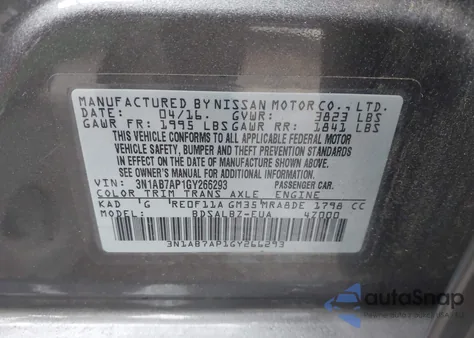 MANUFACTURED BY NISSAN MOTOR CO., LTD.
DATE: 04/16. GVWR: 3823 LBS
GAWR FR: 1995 LBS GAWR RR: 1841 LBS
THIS VEHICLE CONFORMS TO ALL
APPLICABLE FEDERAL MOTOR
VEHICLE SAFETY, BUMPER AND THEFT PREVENTION STANDARDS
IN EFFECT ON THE DATE OF MANUFACTURE SHOWN ABOVE.
SEE OWNER'S MANUAL FOR ADDITIONAL INFORMATION
VIN: 3N1AB7AP1GY266293 PASSENGER CAR.
COLOR TRIM TRANS AXLE ENGINE
KAD G RE0F11A GM35 MRA8DE 1798 CC
MODEL: BDSALBZ-EUA 4Z000
3N1AB7AP1GY266293
autoSnap